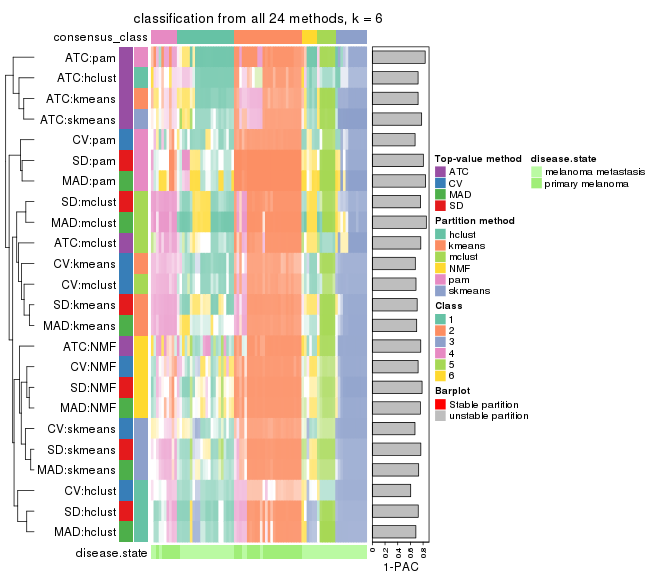 classification from all 24 methods, k = 6
consensus_class
ATC:pam
ATC:hclust
ATC:kmeans
ATC:skmeans
CV:pam
SD:pam
MAD:pam
SD:mclust
MAD:mclust
ATC:mclust
CV:kmeans
CV:mclust
SD:kmeans
MAD:kmeans
ATC:NMF
CV:NMF
SD:NMF
MAD:NMF
CV:skmeans
SD:skmeans
MAD:skmeans
CV:hclust
SD:hclust
MAD:hclust
disease.state
0 0.2 0.4 0.6 0.8
1-PAC
Top-value method
ATC
CV
MAD
SD
Partition method
hclust
kmeans
mclust
NMF
pam
skmeans
Class
1
2
3
4
5
6
Barplot
Stable partition
unstable partition
disease.state
melanoma metastasis
primary melanoma